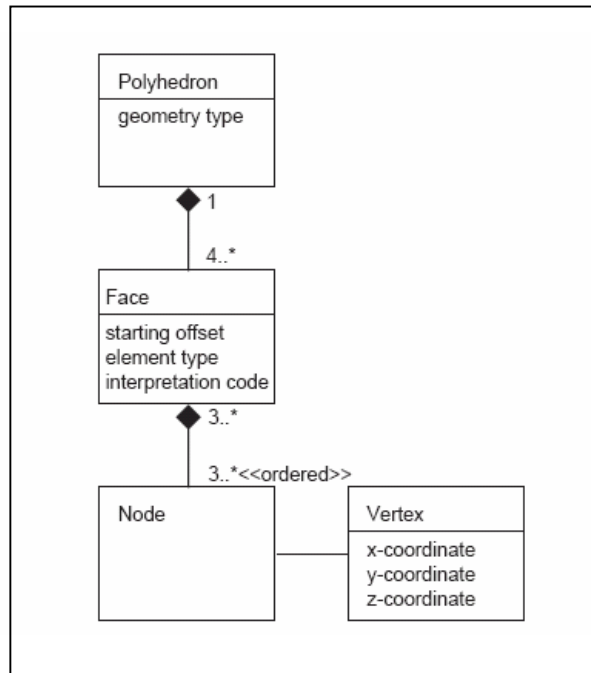 Polyhedron
geometry type
1
4..*
Face
starting offset
element type
interpretation code
3..*
3..*<<ordered>>
Node
Vertex
x-coordinate
y-coordinate
z-coordinate